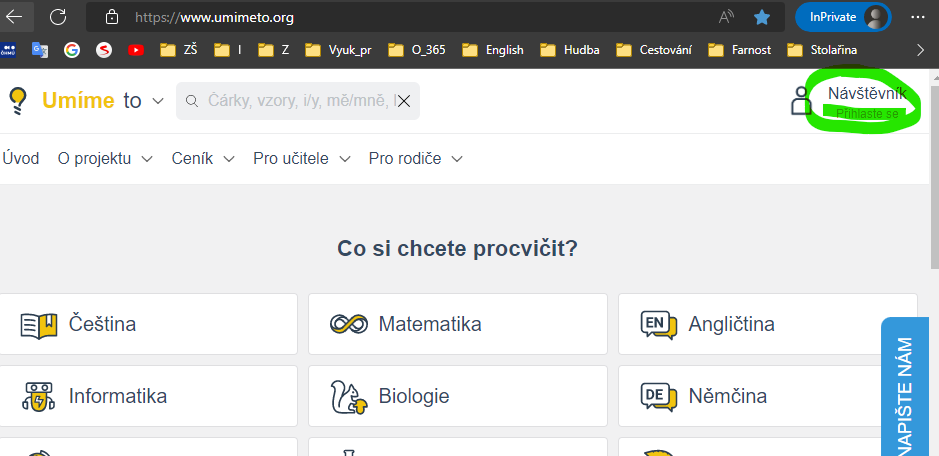 https://www.umimeto.org
InPrivate
ZŠ I Z Vyuk_pr O_365 English Hudba Cestování Farnost Stolařina
Umíme to
Čárky, vzory, i/y, mě/mně,
Návštěvník
Přihlaste se
Úvod O projektu Ceník Pro učitele Pro rodiče
Co si chcete procvičit?
Čeština
Matematika
EN Angličtina
Informatika
Biologie
DE Němčina
NAPIŠTE NÁM